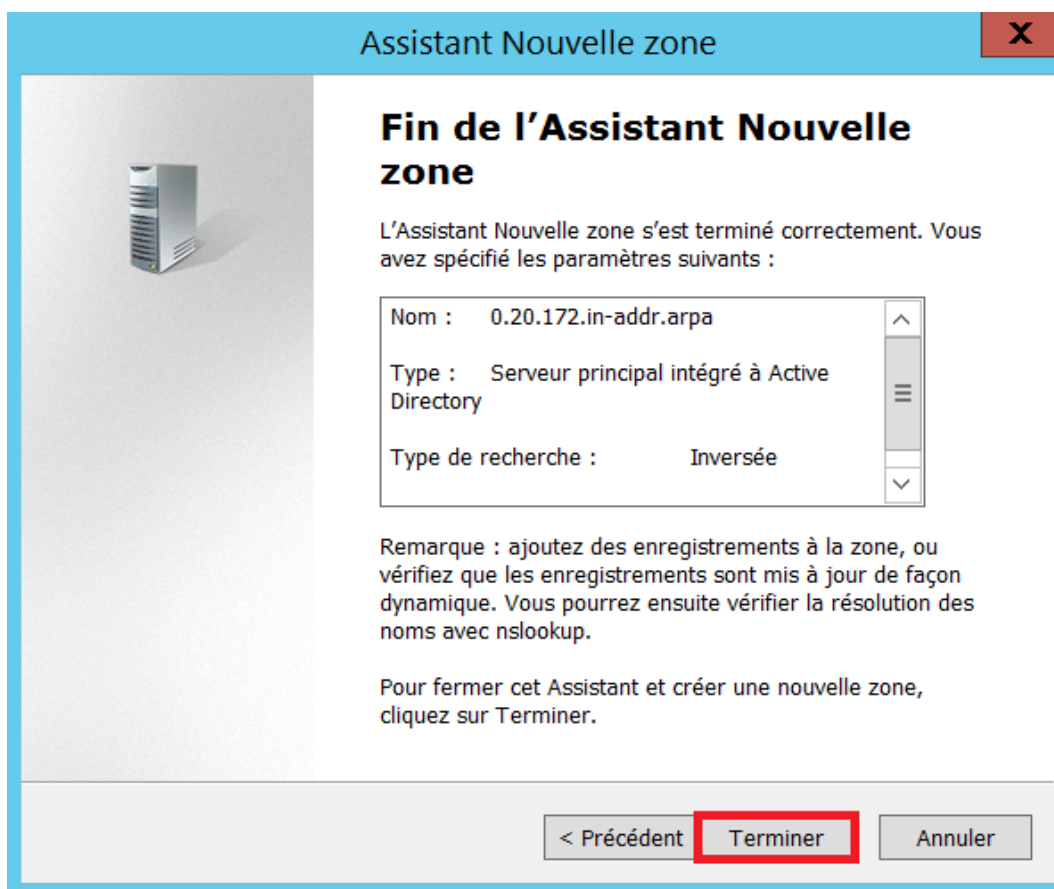 Assistant Nouvelle zone
X
Fin de l’Assistant Nouvelle
zone
L’Assistant Nouvelle zone s’est terminé correctement. Vous
avez spécifié les paramètres suivants :
Nom : 0.20.172.in-addr.arpa
Type : Serveur principal intégré à Active
Directory
Type de recherche : Inversée
Remarque : ajoutez des enregistrements à la zone, ou
vérifiez que les enregistrements sont mis à jour de façon
dynamique. Vous pourrez ensuite vérifier la résolution des
noms avec nslookup.
Pour fermer cet Assistant et créer une nouvelle zone,
cliquez sur Terminer.
< Précédent Terminer Annuler